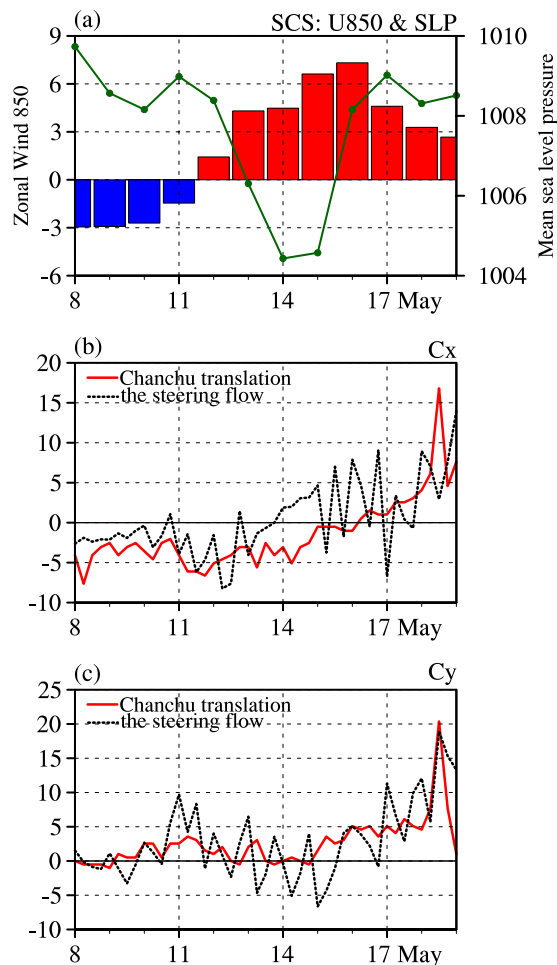 (a) SCS: U850 & SLP
9 1010
6 1008
3
0 1006
-3
-6 1004
Zonal Wind 850
Mean sea level pressure
8 11 14 17 May
(b) Cx
20
15
10
5
0
-5
-10
Chanchu translation
the steering flow
8 11 14 17 May
(c) Cy
25
20
15
10
5
0
-5
-10
Chanchu translation
the steering flow
8 11 14 17 May